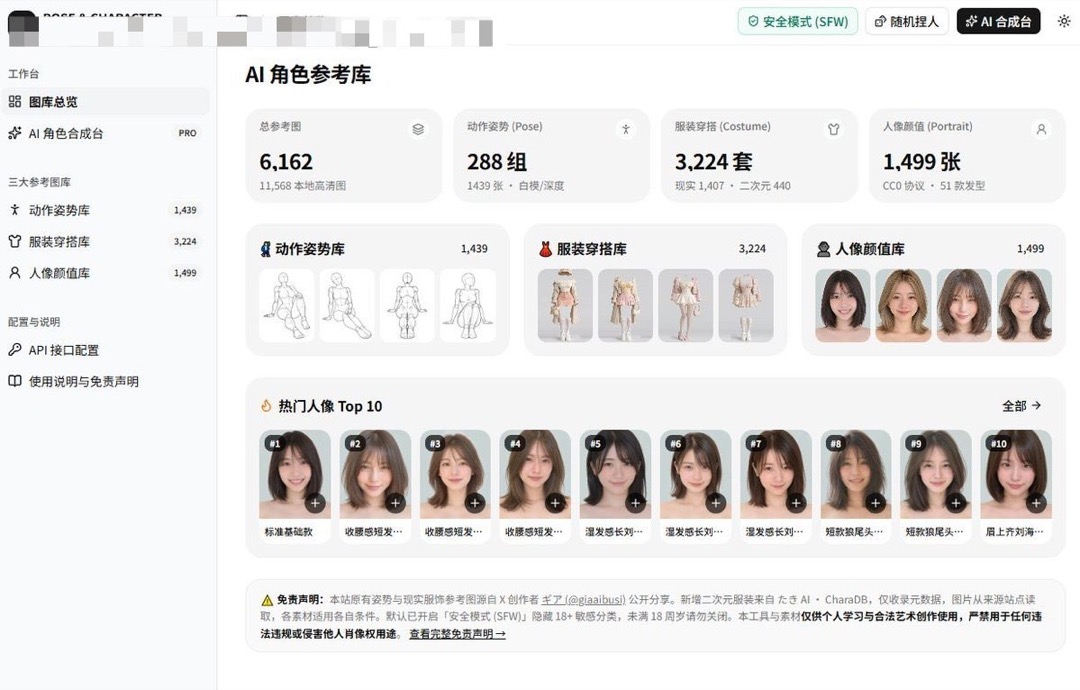 POSE & CHARACTER
安全模式 (SFW)
随机捏人
AI 合成台
工作台
图库总览
AI 角色合成台
PRO
三大参考图库
动作姿势库
1,439
服装穿搭库
3,224
人像颜值库
1,499
配置与说明
API 接口配置
使用说明与免责声明
AI 角色参考库
总参考图
6,162
11,568 本地高清图
动作姿势 (Pose)
288 组
1439 张 · 白模/深度
服装穿搭 (Costume)
3,224 套
现实 1,407 · 二次元 440
人像颜值 (Portrait)
1,499 张
CC0 协议 · 51 款发型
动作姿势库
1,439
服装穿搭库
3,224
人像颜值库
1,499
热门人像 Top 10
全部 →
#1
#2
#3
#4
#5
#6
#7
#8
#9
#10
标准基础款
收腰感短发…
收腰感短发…
收腰感短发…
湿发感长刘…
湿发感长刘…
湿发感长刘…
短款狼尾头…
短款狼尾头…
眉上齐刘海…
免责声明：本站原有姿势与现实服饰参考图源自 X 创作者 ギア (@giaaibusi) 公开分享。新增二次元服装来自 たき AI · CharaDB，仅收录元数据，图片从来源站点读
取，各素材适用各自条件。默认已开启「安全模式 (SFW)」隐藏 18+ 敏感分类，未满 18 周岁请勿关闭。本工具与素材仅供个人学习与合法艺术创作使用，严禁用于任何违
法违规或侵害他人肖像权用途。 查看完整免责声明 →